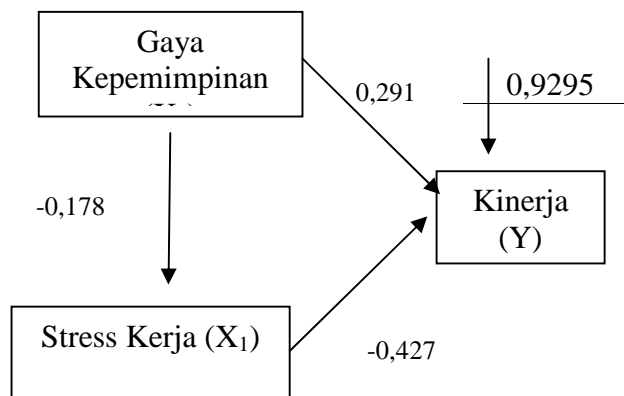 Gaya
Kepemimpinan
0,291
0,9295
-0,178
Kinerja
(Y)
Stress Kerja (X₁)
-0,427